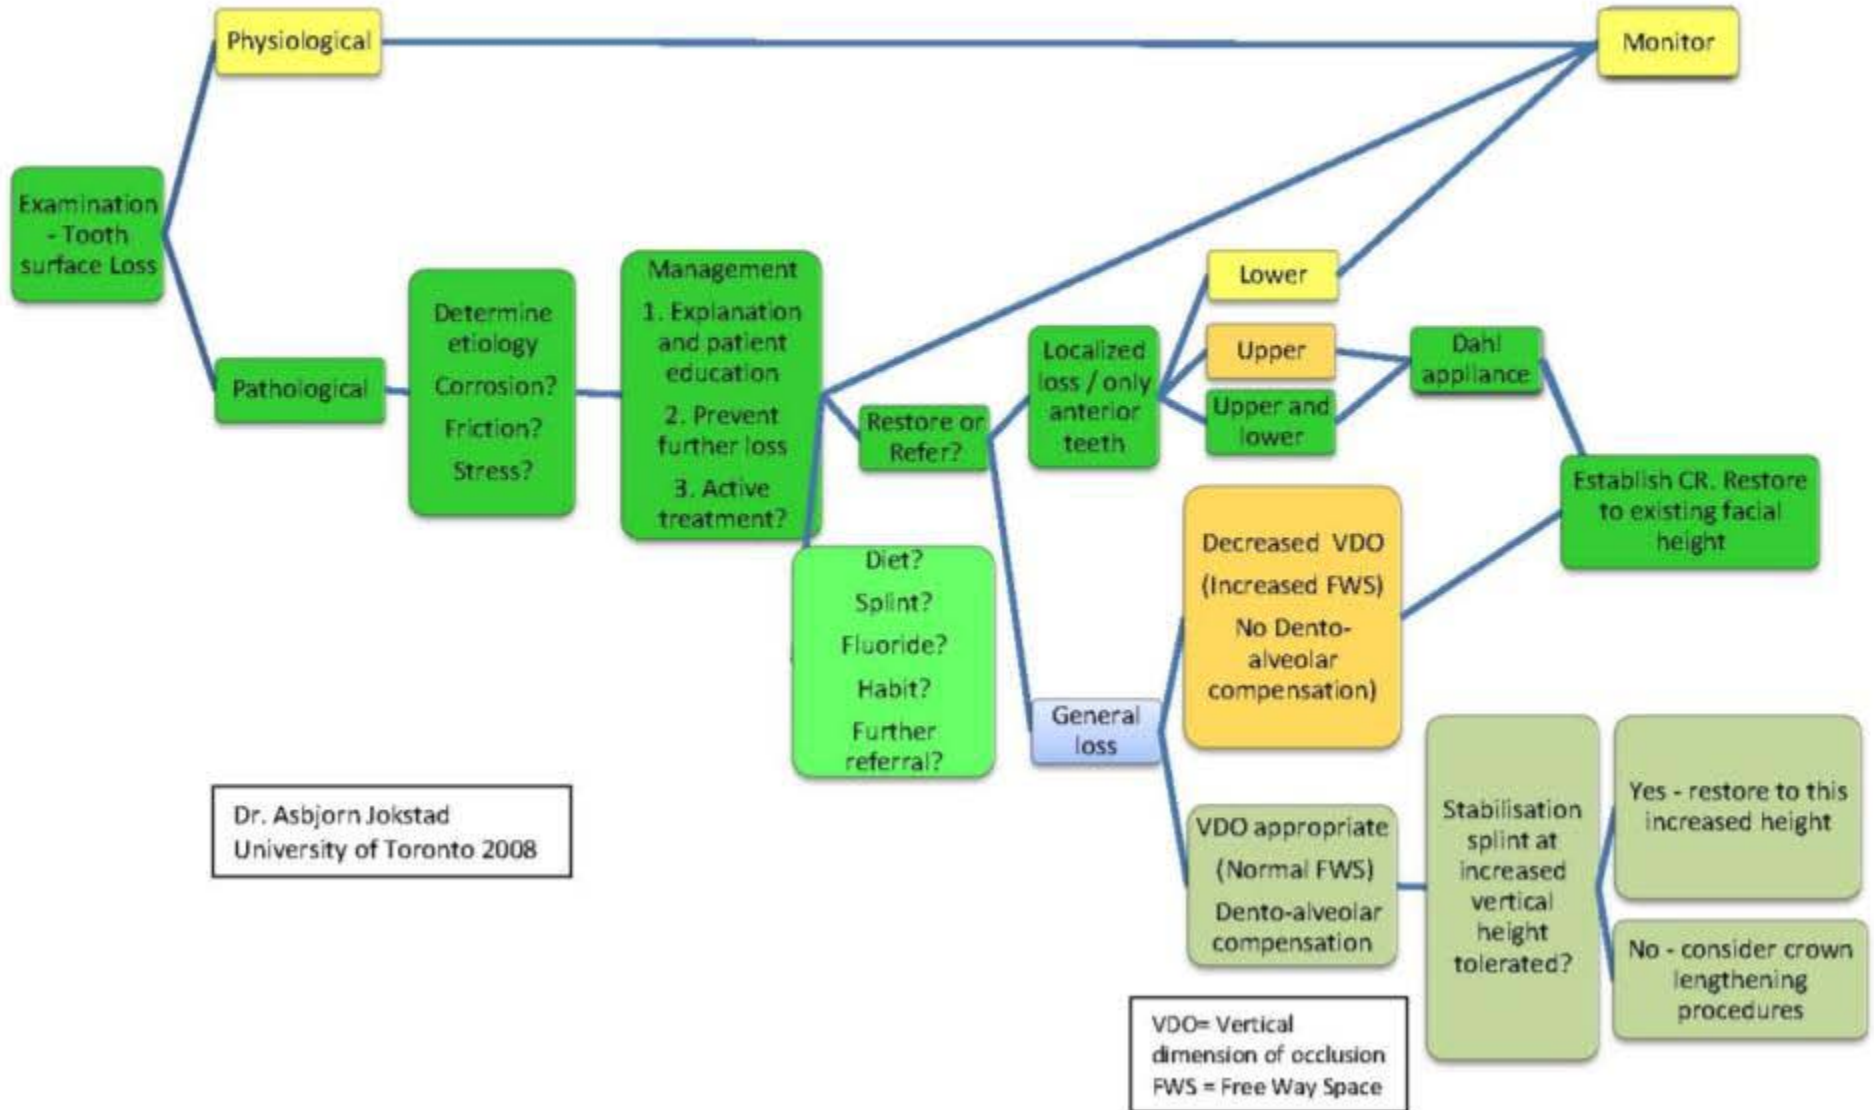 Physiological
Monitor
Examination
- Tooth
surface Loss
Pathological
Determine
etiology
Corrosion?
Friction?
Stress?
Management
1. Explanation
and patient
education
2. Prevent
further loss
3. Active
treatment?
Diet?
Splint?
Fluoride?
Habit?
Further
referral?
Restore or
Refer?
Localized
loss / only
anterior
teeth
Lower
Upper
Upper and
lower
Dahl
appliance
Establish CR. Restore
to existing facial
height
General
loss
Decreased VDO
(Increased FWS)
No Dento-
alveolar
compensation)
VDO appropriate
(Normal FWS)
Dento-alveolar
compensation
Stabilisation
splint at
increased
vertical
height
tolerated?
Yes - restore to this
increased height
No - consider crown
lengthening
procedures
Dr. Asbjorn Jokstad
University of Toronto 2008
VDO= Vertical
dimension of occlusion
FWS = Free Way Space